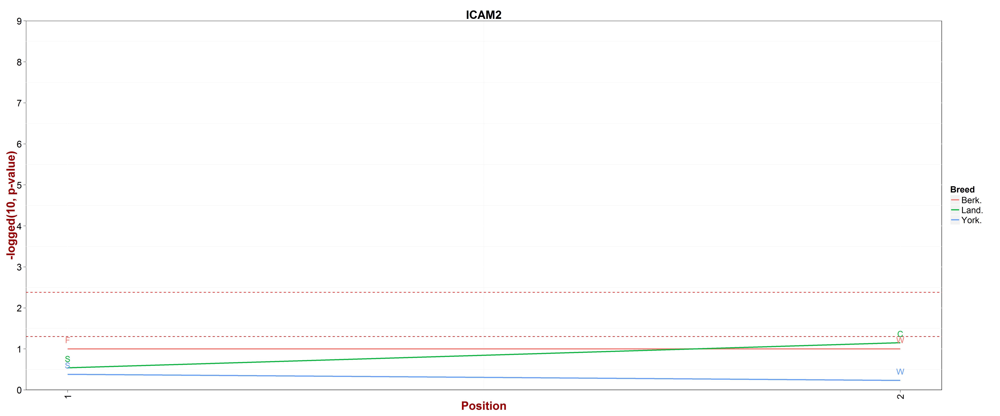 ICAM2
-logged(10, p-value)
9
8
7
6
5
4
3
2
1
0
F
S
S
C
W
W
1
2
Position
Breed
Berk.
Land.
York.